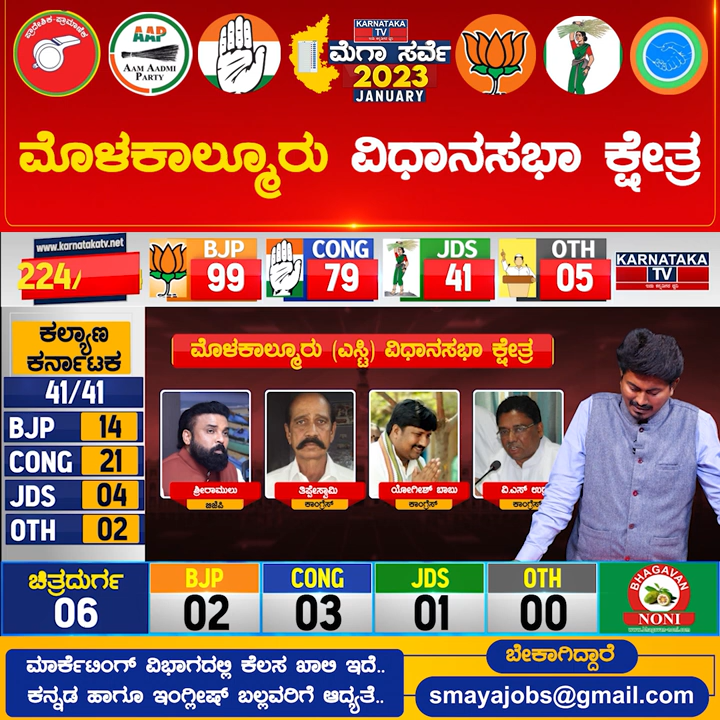 ಪ್ರಾದೇಶಿಕ-ಪ್ರಾಮಾಣಿಕ
AAP
AAM AADMI
PARTY
KARNATAKA
TV
ಮೆಗಾ ಸರ್ವೆ
2023
JANUARY
ಮೊಳಕಾಲ್ಮೂರು ವಿಧಾನಸಭಾ ಕ್ಷೇತ್ರ
www.karnatakatv.net
224/
BJP
99
CONG
79
JDS
41
OTH
05
KARNATAKA
TV
ಕಲ್ಯಾಣ
ಕರ್ನಾಟಕ
41/41
BJP 14
CONG 21
JDS 04
OTH 02
ಮೊಳಕಾಲ್ಮೂರು (ಎಸ್ಟಿ) ವಿಧಾನಸಭಾ ಕ್ಷೇತ್ರ
ಶ್ರೀರಾಮುಲು
ಬಿಜೆಪಿ
ತಿಪ್ಪೇಸ್ವಾಮಿ
ಕಾಂಗ್ರೆಸ್
ಯೋಗೀಶ್ ಬಾಬು
ಕಾಂಗ್ರೆಸ್
ವಿ.ಎಸ್
ಚಿತ್ರದುರ್ಗ
06
BJP
02
CONG
03
JDS
01
OTH
00
BHAGAVAN
NONI
ಮಾರ್ಕೆಟಿಂಗ್ ವಿಭಾಗದಲ್ಲಿ ಕೆಲಸ ಖಾಲಿ ಇದೆ..
ಕನ್ನಡ ಹಾಗೂ ಇಂಗ್ಲೀಷ್ ಬಲ್ಲವರಿಗೆ ಆದ್ಯತೆ..
ಬೇಕಾಗಿದ್ದಾರೆ
smayajobs@gmail.com